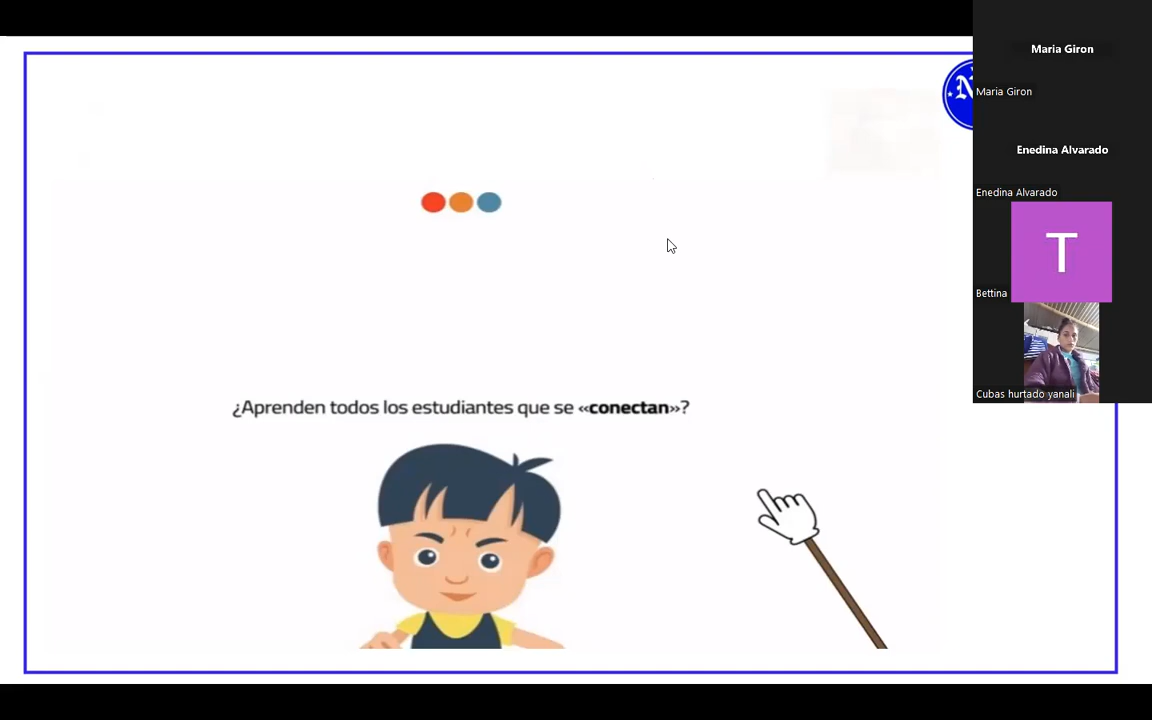 Maria Giron
Maria Giron
Enedina Alvarado
Enedina Alvarado
T
Bettina
Cubas hurtado yanali
N
¿Aprenden todos los estudiantes que se «conectan»?